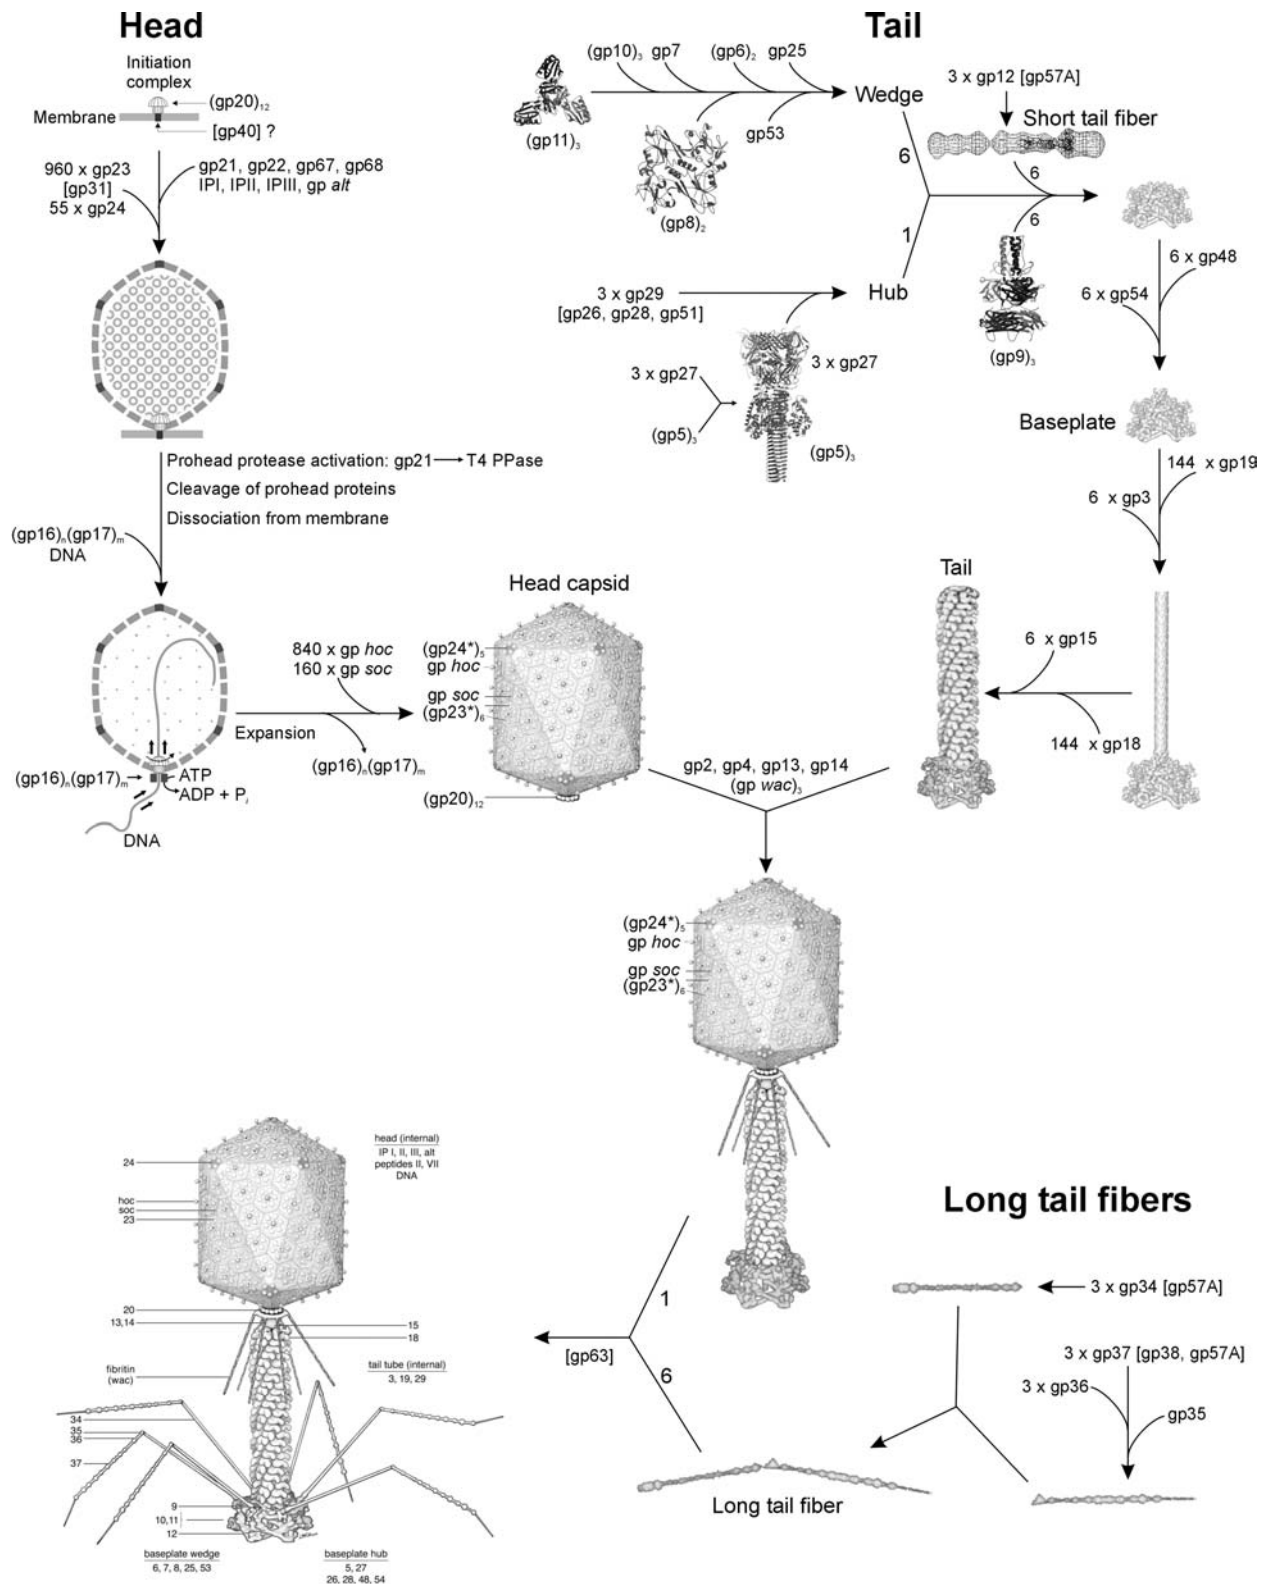 Head
Initiation
complex
(gp20)12
Membrane
[gp40] ?
960 x gp23
[gp31]
55 x gp24
gp21, gp22, gp67, gp68
IPI, IPII, IPIII, gp alt
Prohead protease activation: gp21 → T4 PPase
Cleavage of prohead proteins
Dissociation from membrane
(gp16)n(gp17)m
DNA
840 x gp hoc
160 x gp soc
Expansion
(gp16)n(gp17)m
(gp16)n(gp17)m
ATP
ADP + Pi
DNA
Head capsid
(gp24*)5
gp hoc
gp soc
(gp23*)6
(gp20)12
Tail
(gp10)3
gp7
(gp6)2
gp25
(gp11)3
(gp8)2
gp53
Wedge
3 x gp12 [gp57A]
Short tail fiber
6
6
6
1
Hub
3 x gp29
[gp26, gp28, gp51]
3 x gp27
3 x gp27
(gp5)3
(gp5)3
(gp9)3
6 x gp48
6 x gp54
Baseplate
144 x gp19
6 x gp3
Tail
6 x gp15
144 x gp18
gp2, gp4, gp13, gp14
(gp wac)3
(gp24*)5
gp hoc
gp soc
(gp23*)6
Long tail fibers
3 x gp34 [gp57A]
3 x gp37 [gp38, gp57A]
3 x gp36
gp35
Long tail fiber
1
[gp63]
6
head (internal)
IP I, II, III, alt
peptides II, VII
DNA
24
hoc
soc
23
20
13,14
15
18
fibritin
(wac)
tail tube (internal)
3, 19, 29
34
35
36
37
9
10,11
12
baseplate wedge
6, 7, 8, 25, 53
baseplate hub
5, 27
26, 28, 48, 54